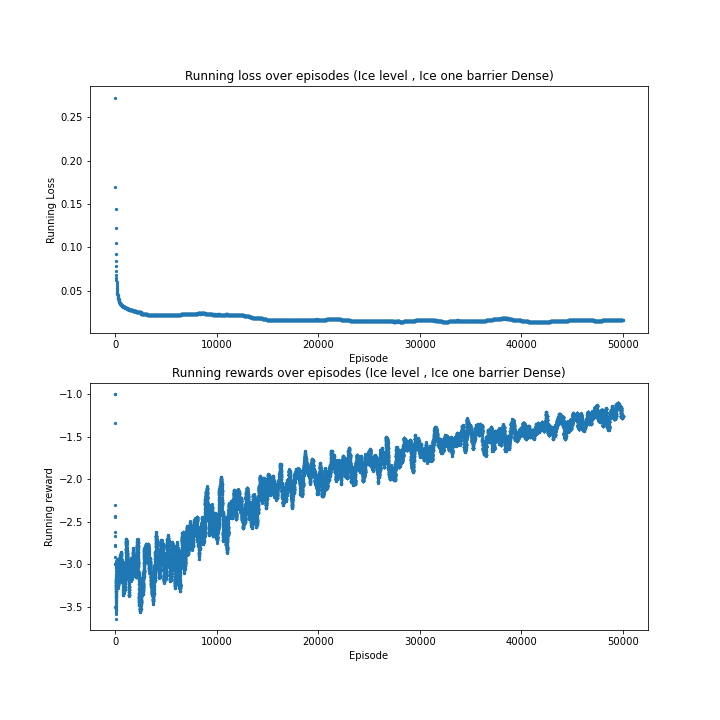 Running loss over episodes (Ice level , Ice one barrier Dense)
0.25
0.20
0.15
0.10
0.05
Running Loss
0 10000 20000 30000 40000 50000
Episode
Running rewards over episodes (Ice level , Ice one barrier Dense)
−1.0
−1.5
−2.0
−2.5
−3.0
−3.5
Running reward
0 10000 20000 30000 40000 50000
Episode